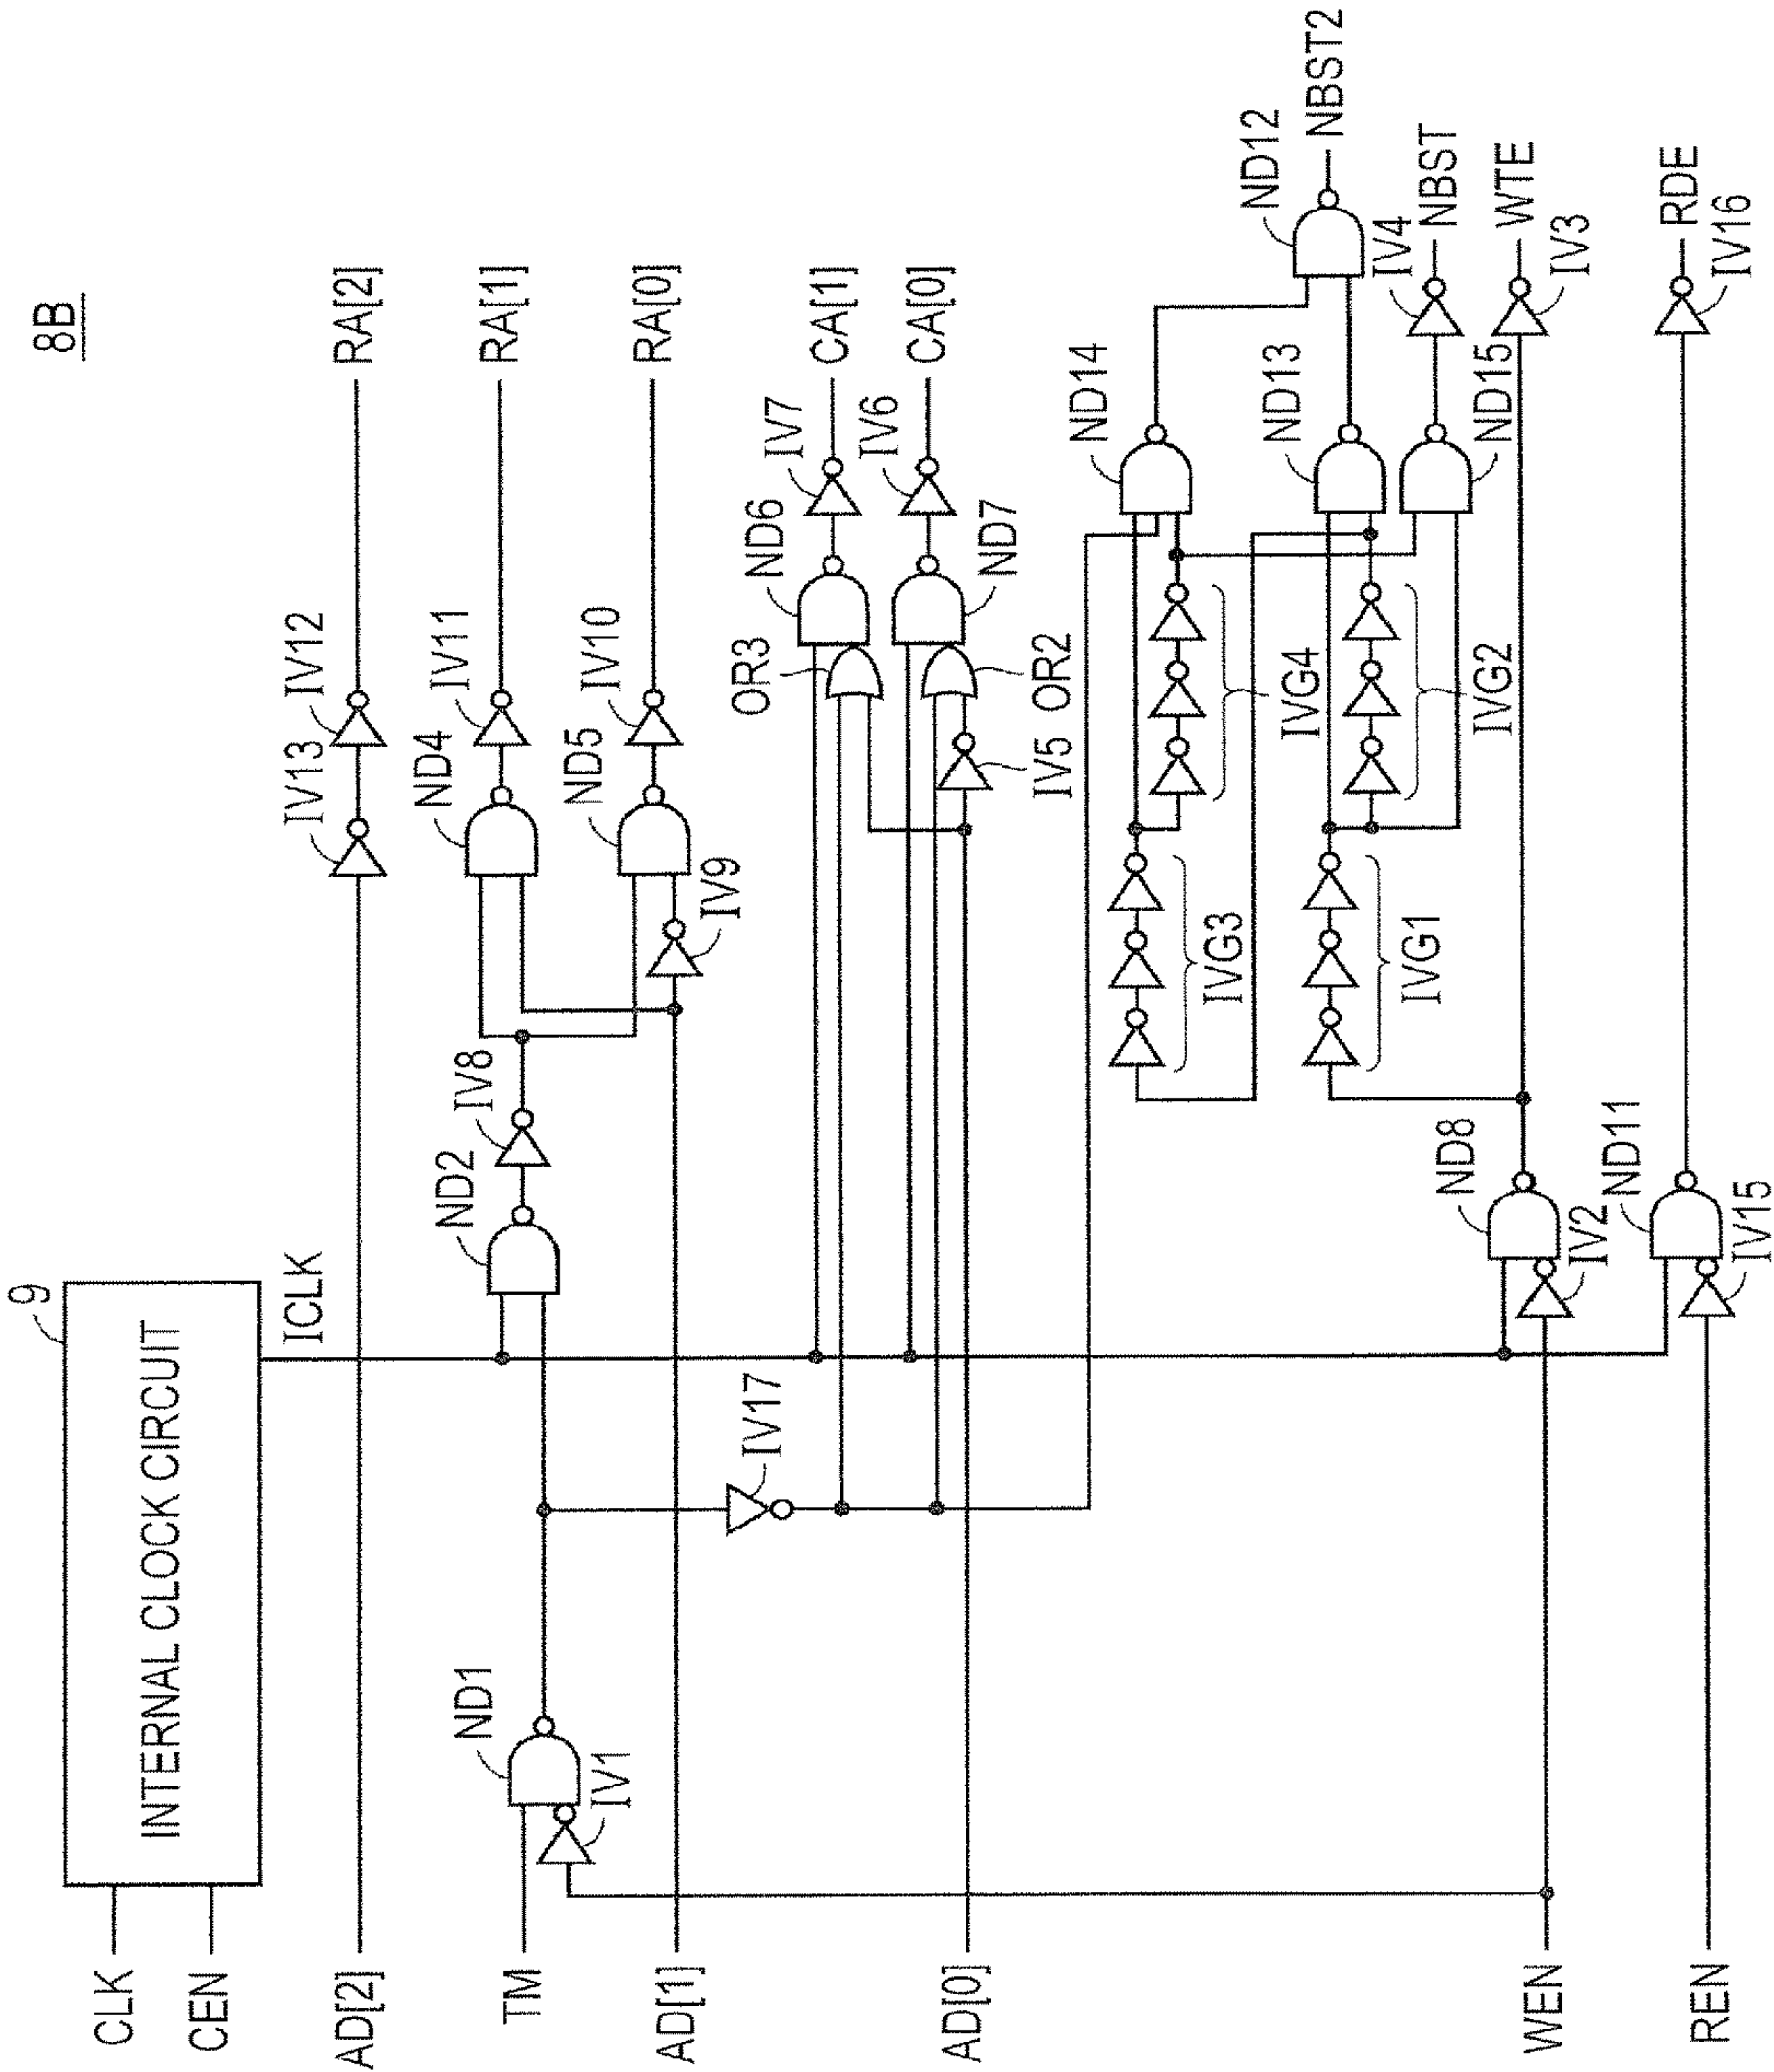 8B
9
INTERNAL CLOCK CIRCUIT
CLK
CEN
ICLK
AD[2]
IV13
IV12
RA[2]
TM
ND1
IV1
ND2
IV8
ND4
IV11
RA[1]
AD[1]
IV9
ND5
IV10
RA[0]
IV17
OR3
ND6
IV7
CA[1]
AD[0]
IV5
OR2
ND7
IV6
CA[0]
IVG3
IVG4
ND14
ND12
NBST2
IVG1
IVG2
ND13
ND15
IV4
NBST
WEN
IV2
ND8
IV3
WTE
REN
IV15
ND11
IV16
RDE